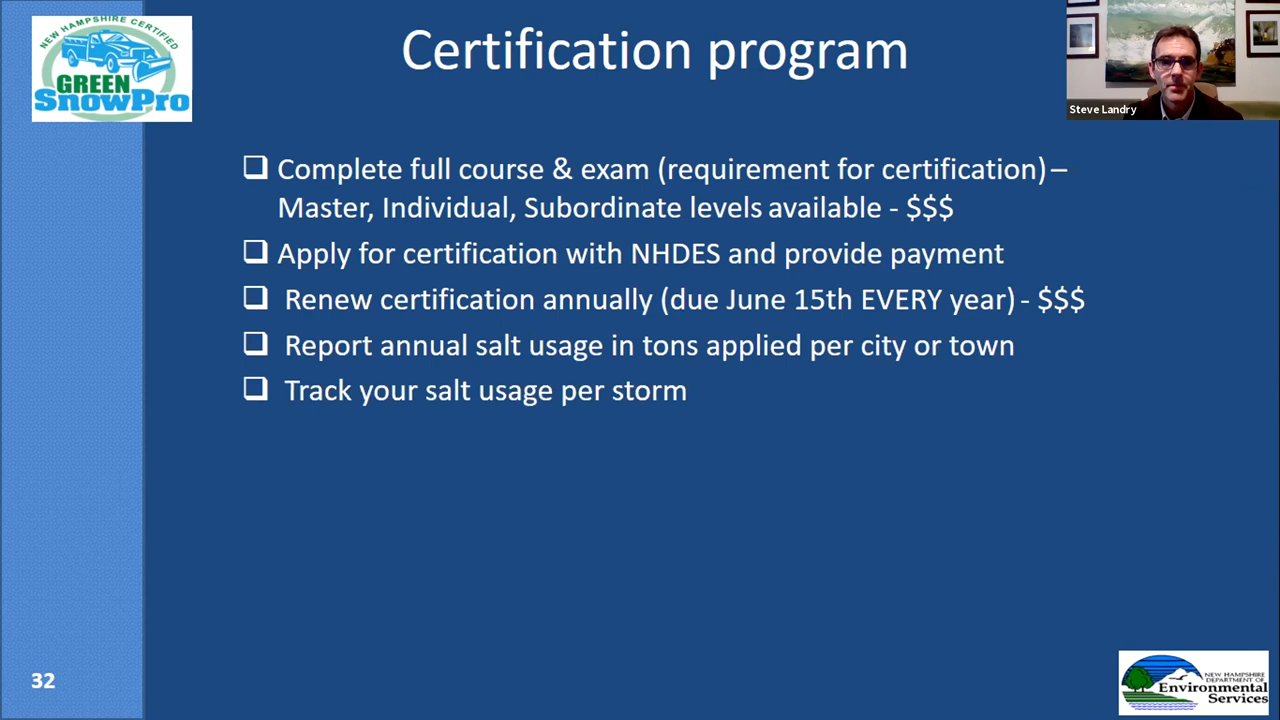 NEW HAMPSHIRE CERTIFIED
GREEN
SnowPro
Certification program
Steve Landry
❑ Complete full course & exam (requirement for certification) –
Master, Individual, Subordinate levels available - $$$
❑ Apply for certification with NHDES and provide payment
❑ Renew certification annually (due June 15th EVERY year) - $$$
❑ Report annual salt usage in tons applied per city or town
❑ Track your salt usage per storm
32
NEW HAMPSHIRE
DEPARTMENT OF
Environmental
Services